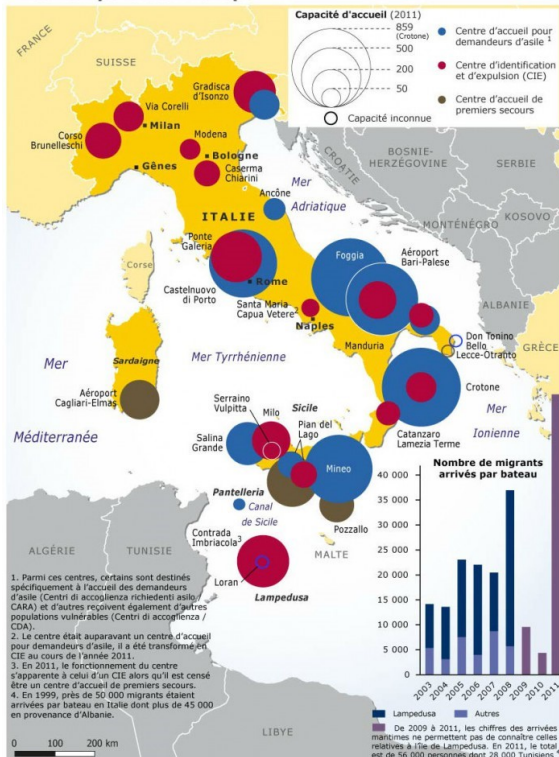 Capacité d'accueil (2011)
859
(Crotone)
500
200
50
Capacité inconnue
Centre d'accueil pour
demandeurs d'asile 1
Centre d'identification
et d'expulsion (CIE)
Centre d'accueil de
premiers secours
FRANCE
SUISSE
Gradisca
d'Isonzo
Via Corelli
Milan
Corso
Brunelleschi
Modena
Bologne
Gênes
Caserma
Chiarini
CROATIE
BOSNIE-
HERZÉGOVINE
SERBIE
Mer
Adriatique
Ancône
ITALIE
MONTÉNÉGRO
KOSOVO
Corse
Ponte
Galeria
Foggia
Aéroport
Bari-Palese
Castelnuovo
di Porto
Rome
Santa Maria
Capua Vetere 2
Naples
ALBANIE
Manduria
Don Tonino
Bello
Lecce-Otranto
GRÈCE
Mer
Mer Tyrrhénienne
Sardaigne
Aéroport
Cagliari-Elmas
Crotone
Serraino
Vulpitta
Milo
Sicile
Pian del
Lago
Mer
Ionienne
Méditerranée
Salina
Grande
Catanzaro
Lamezia Terme
Mineo
Pantelleria
Canal
de Sicile
Pozzallo
MALTE
ALGÉRIE
TUNISIE
Contrada
Imbriacola3
Loran
Lampedusa
LIBYE
1. Parmi ces centres, certains sont destinés
spécifiquement à l'accueil des demandeurs
d'asile (Centri di accoglienza richiedenti asilo /
CARA) et d'autres reçoivent également d'autres
populations vulnérables (Centri di accoglienza /
CDA).
2. Le centre était auparavant un centre d'accueil
pour demandeurs d'asile, il a été transformé en
CIE au cours de l'année 2011.
3. En 2011, le fonctionnement du centre
s'apparente à celui d'un CIE alors qu'il est censé
être un centre d'accueil de premiers secours.
4. En 1999, près de 50 000 migrants étaient
arrivées par bateau en Italie dont plus de 45 000
en provenance d'Albanie.
0 100 200 km
Nombre de migrants
arrivés par bateau
40 000
35 000
30 000
25 000
20 000
15 000
10 000
5 000
0
2003
2004
2005
2006
2007
2008
2009
2010
2011
Lampedusa
Autres
De 2009 à 2011, les chiffres des arrivées
maritimes ne permettent pas de connaître celles
relatives à l'île de Lampedusa. En 2011, le total
est de 56 000 personnes dont 28 000 Tunisiens 4